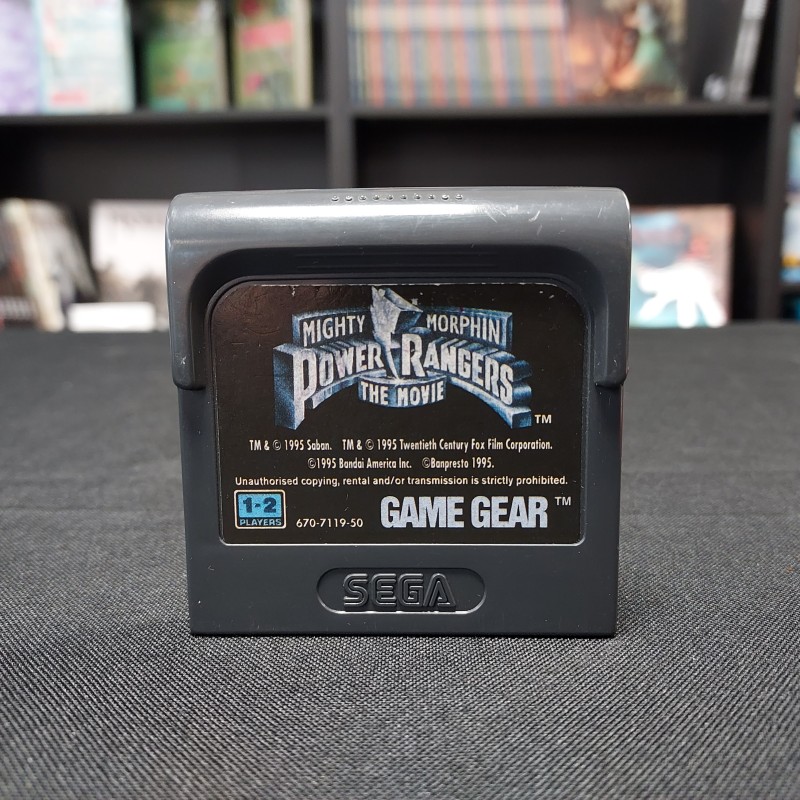 MIGHTY MORPHIN
POWER RANGERS
THE MOVIE
TM
TM & © 1995 Saban. TM & © 1995 Twentieth Century Fox Film Corporation.
©1995 Bandai America Inc. ©Banpresto 1995.
Unauthorised copying, rental and/or transmission is strictly prohibited.
1-2
PLAYERS
670-7119-50
GAME GEAR TM
SEGA